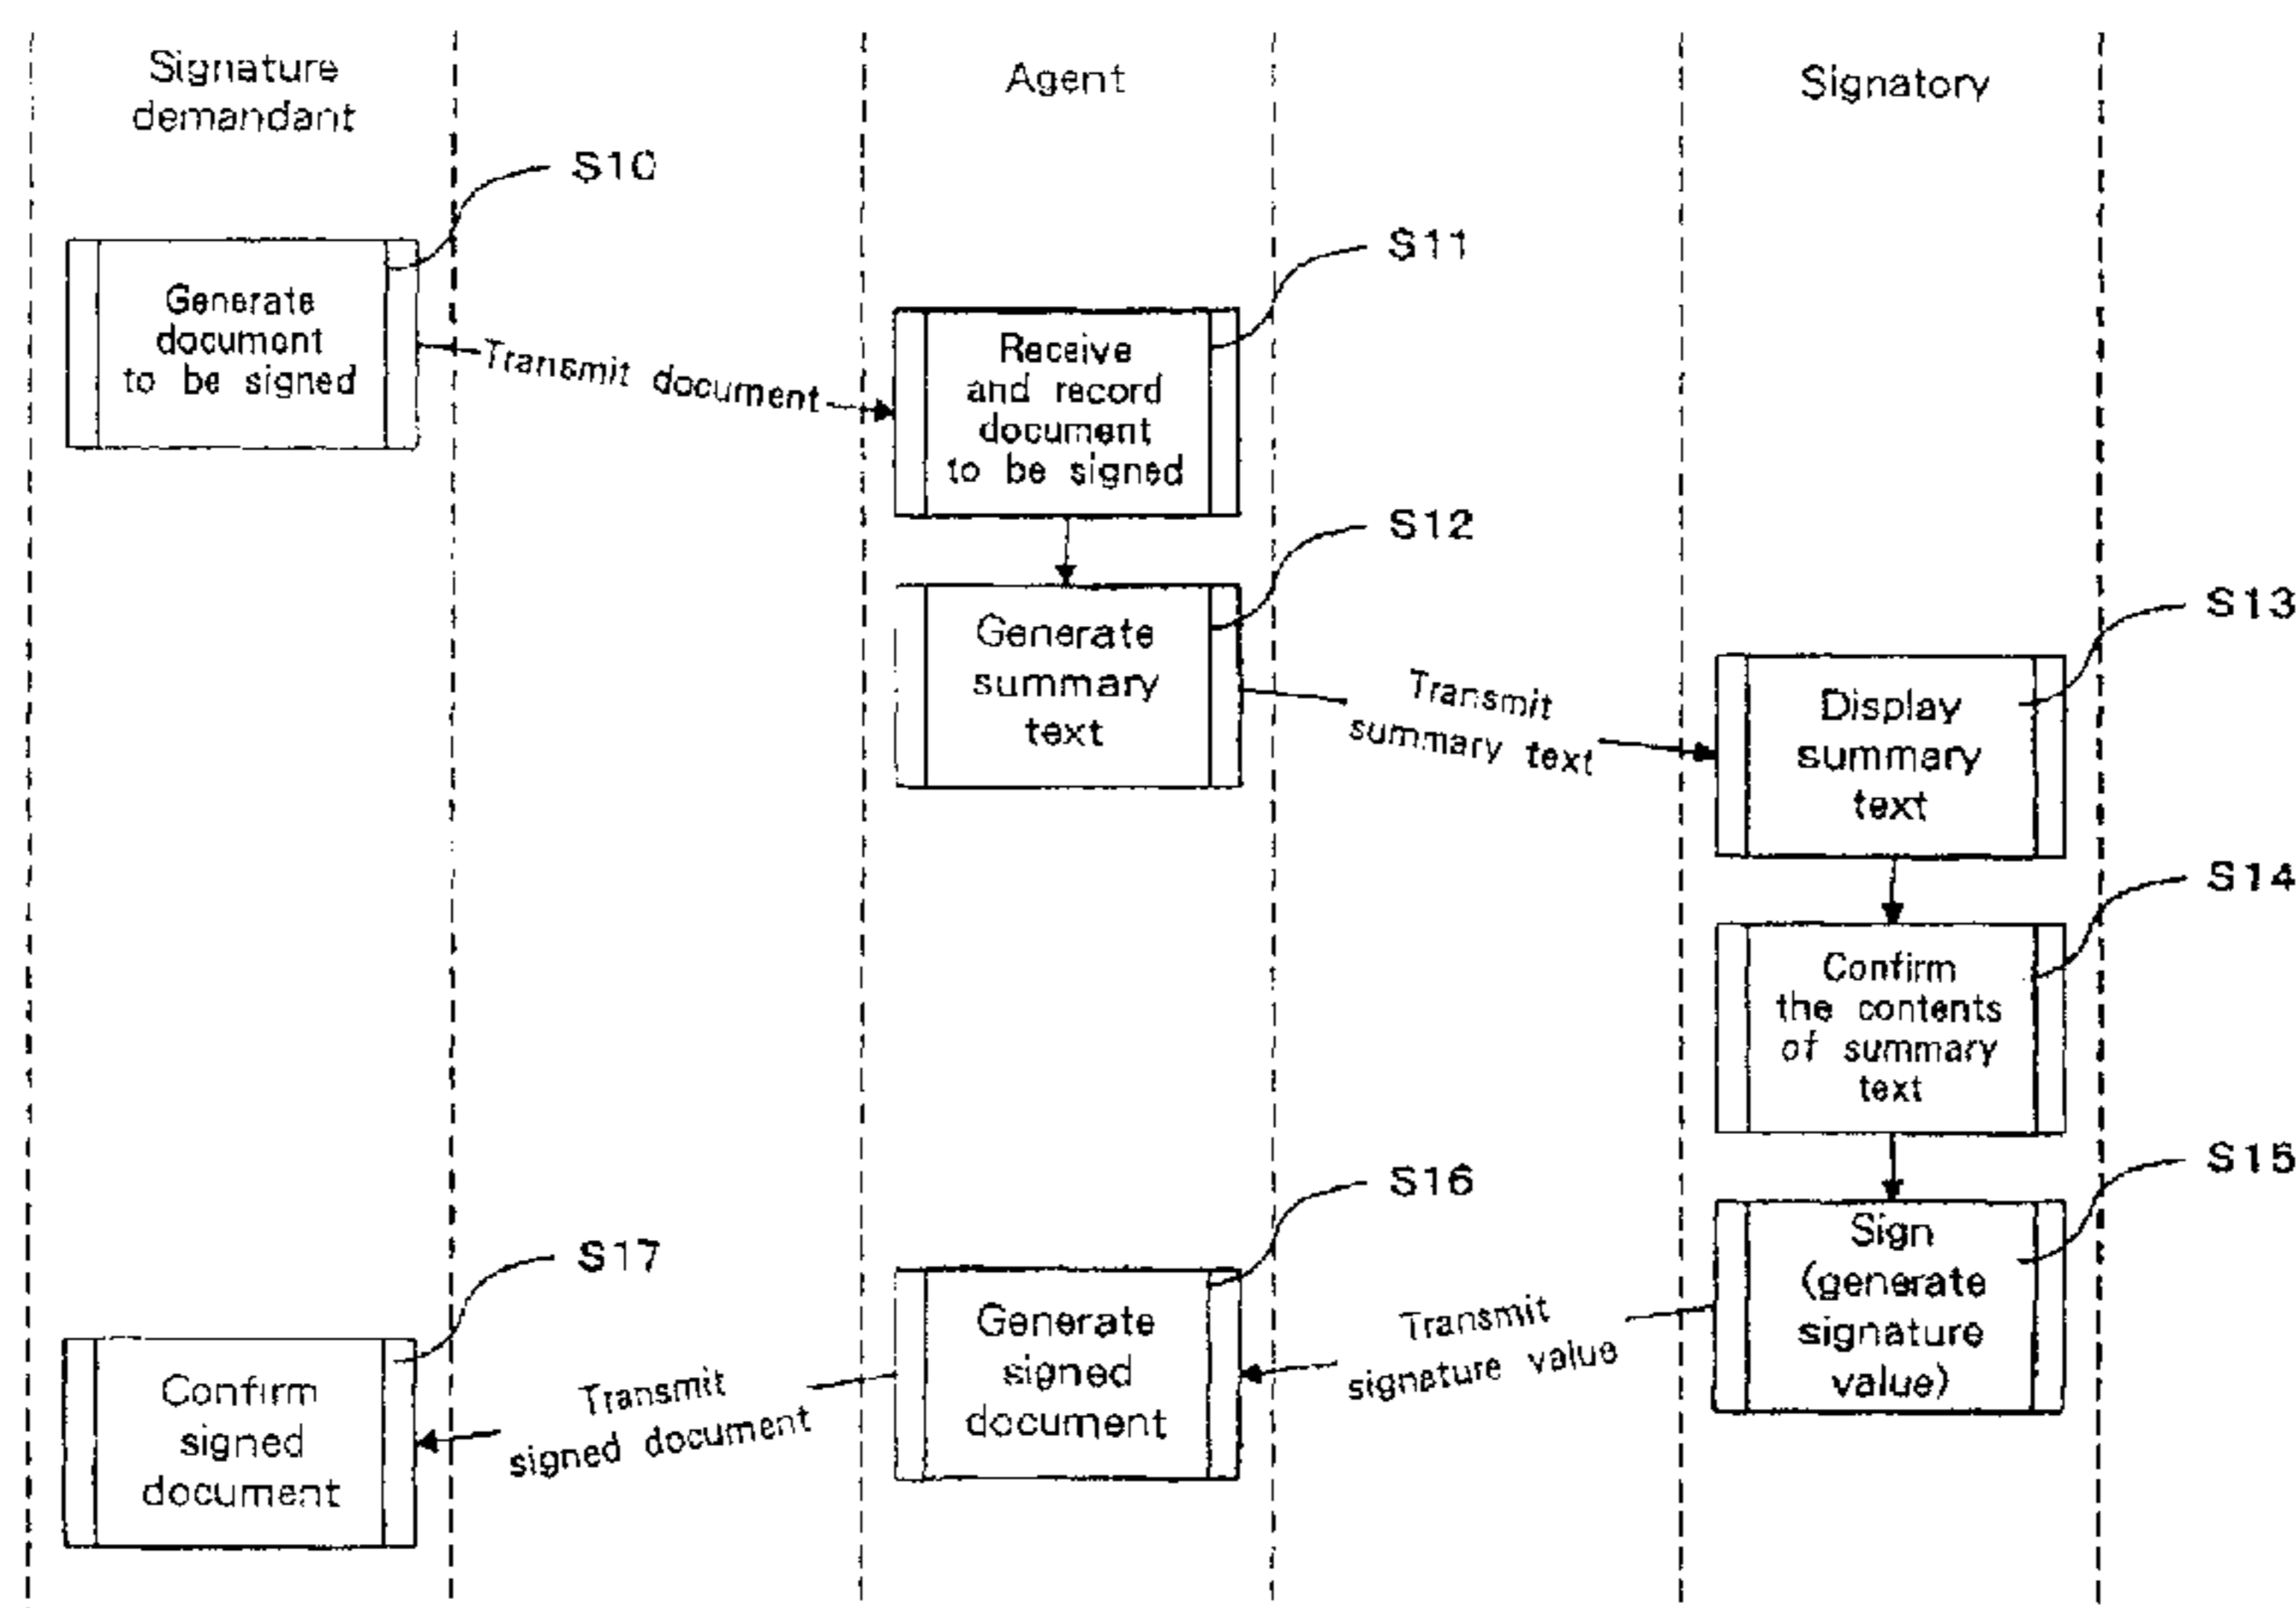 Signature
demandant
Agent
Signatory
S10
Generate
document
to be signed
Transmit document
S11
Receive
and record
document
to be signed
S12
Generate
summary
text
Transmit
summary text
S13
Display
summary
text
S14
Confirm
the contents
of summary
text
S15
Sign
(generate
signature
value)
Transmit
signature value
S16
Generate
signed
document
Transmit
signed document
S17
Confirm
signed
document